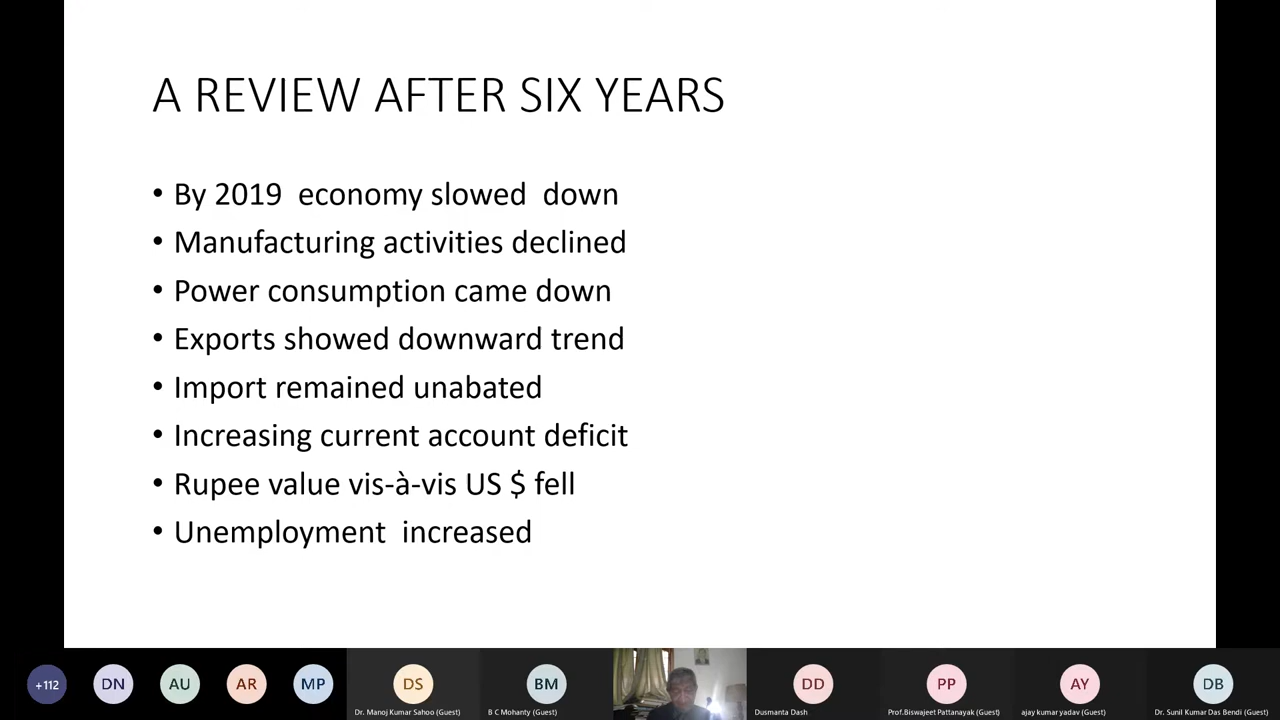 A REVIEW AFTER SIX YEARS
• By 2019 economy slowed down
• Manufacturing activities declined
• Power consumption came down
• Exports showed downward trend
• Import remained unabated
• Increasing current account deficit
• Rupee value vis-à-vis US $ fell
• Unemployment increased
+112 DN AU AR MP DS BM DD PP AY DB
Dr. Manoj Kumar Sahoo (Guest) B C Mohanty (Guest) Dusmanta Dash Prof.Biswajeet Pattanayak (Guest) ajay kumar yadav (Guest) Dr. Sunil Kumar Das Bendi (Guest)